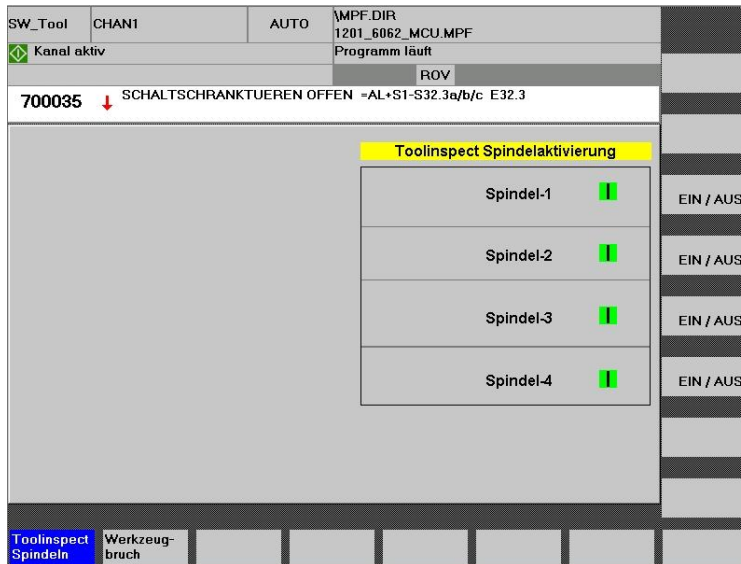 SW_Tool CHAN1 AUTO \MPF.DIR
1201_6062_MCU.MPF
Kanal aktiv Programm läuft
ROV
700035 ↓ SCHALTSCHRANKTUEREN OFFEN =AL+S1-S32.3a/b/c E32.3
Toolinspect Spindelaktivierung
Spindel-1 I EIN / AUS
Spindel-2 I EIN / AUS
Spindel-3 I EIN / AUS
Spindel-4 I EIN / AUS
Toolinspect Werkzeug-
Spindeln bruch